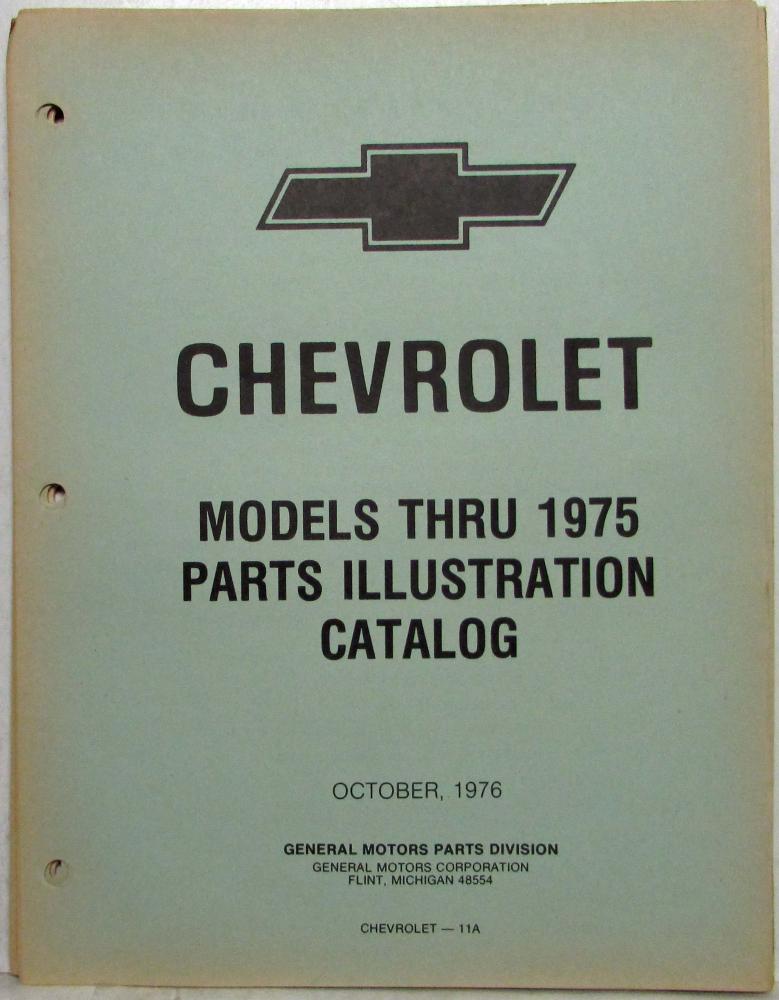 CHEVROLET
MODELS THRU 1975
PARTS ILLUSTRATION
CATALOG
OCTOBER, 1976
GENERAL MOTORS PARTS DIVISION
GENERAL MOTORS CORPORATION
FLINT, MICHIGAN 48554
CHEVROLET — 11A